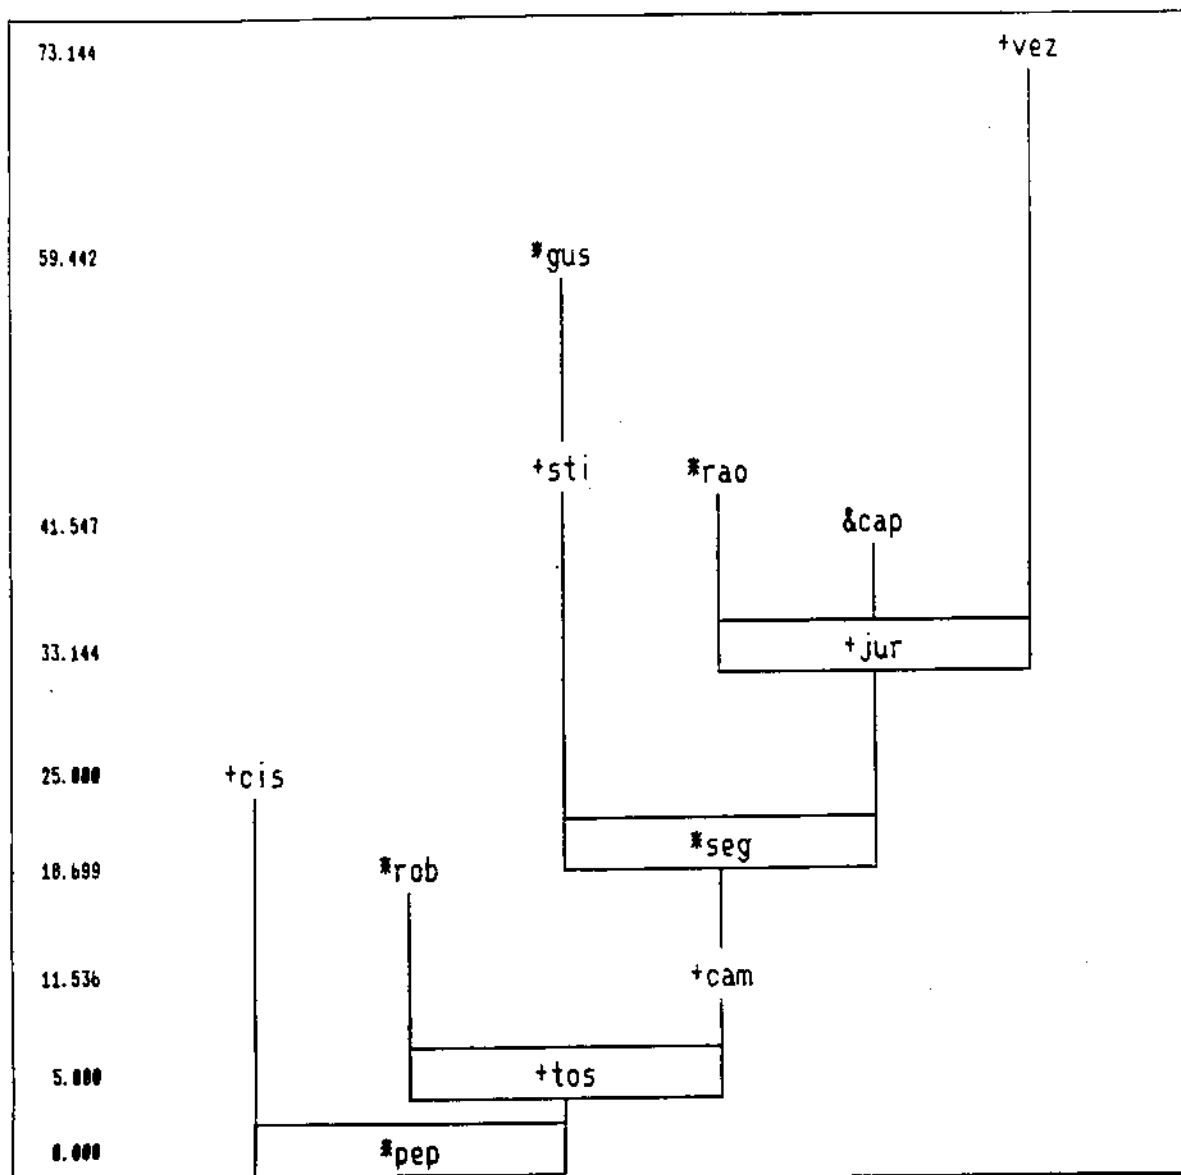 73.144 +vez
59.442 *gus
+sti *rao
41.547 &cap
33.144 +jur
25.000 +cis
*seg
18.699 *rob
11.536 +cam
5.000 +tos
0.000 *pep